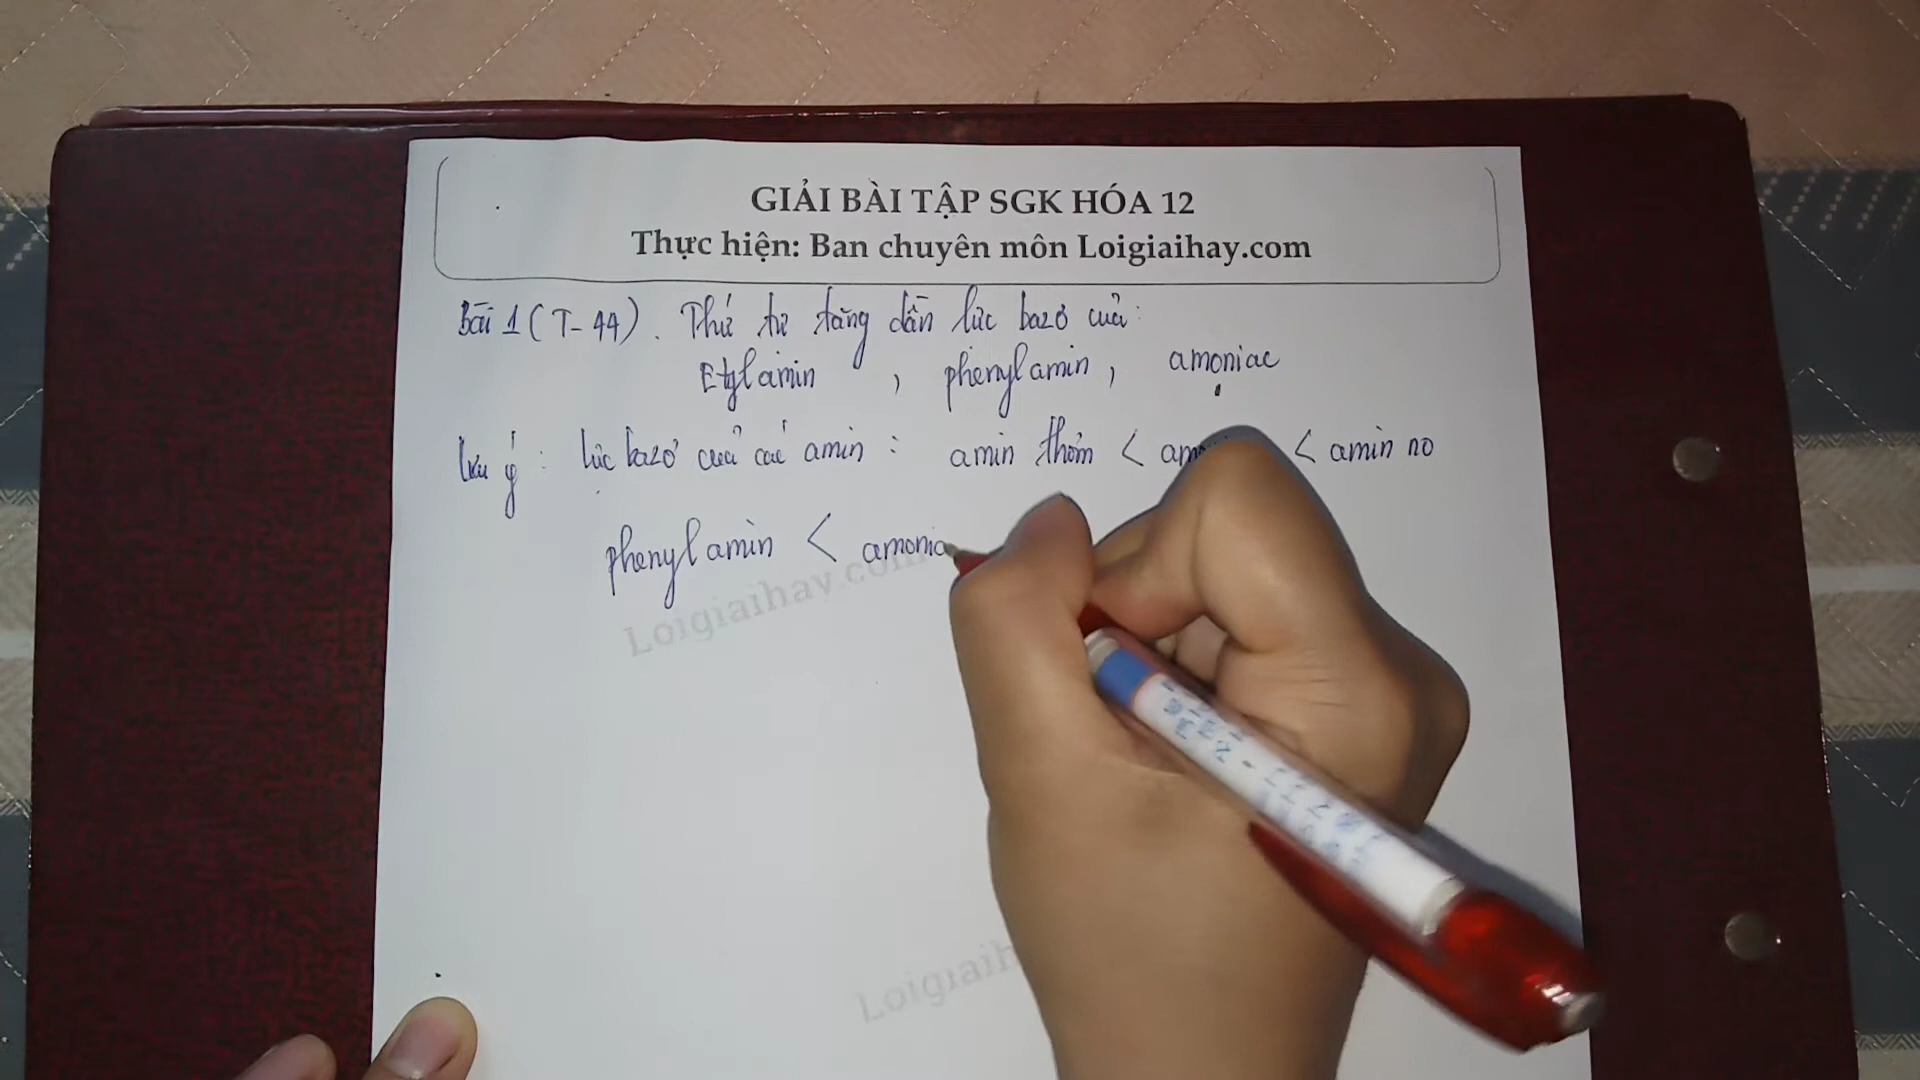 GIẢI BÀI TẬP SGK HÓA 12
Thực hiện: Ban chuyên môn Loigiaihay.com
Bài 1 (T-44). Thứ tự tăng dần lực bazơ của:
Etylamin , phenylamin, amoniac
lưu ý : lực bazơ của các amin : amin thơm < < amin no
phenylamin < amonia
Loigiaihay.com